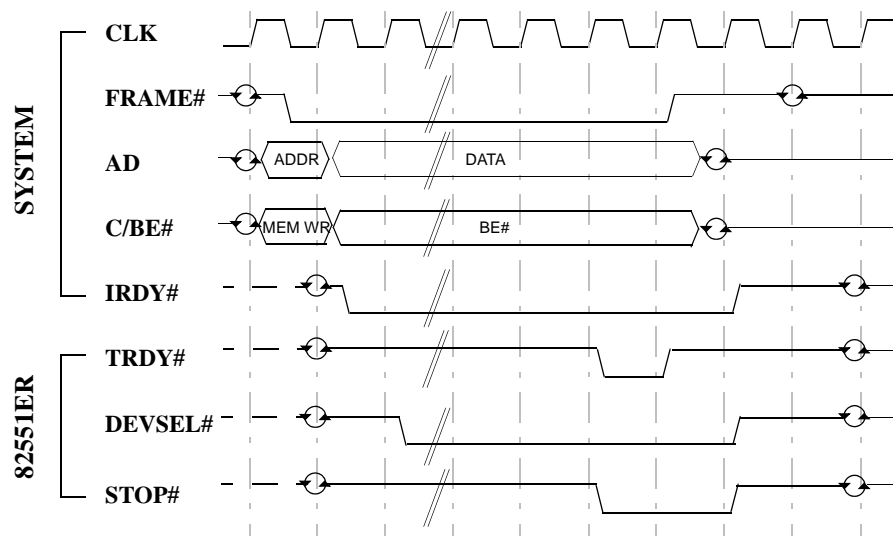 SYSTEM
CLK
FRAME#
AD
ADDR
DATA
C/BE#
MEM WR
BE#
IRDY#
82551ER
TRDY#
DEVSEL#
STOP#